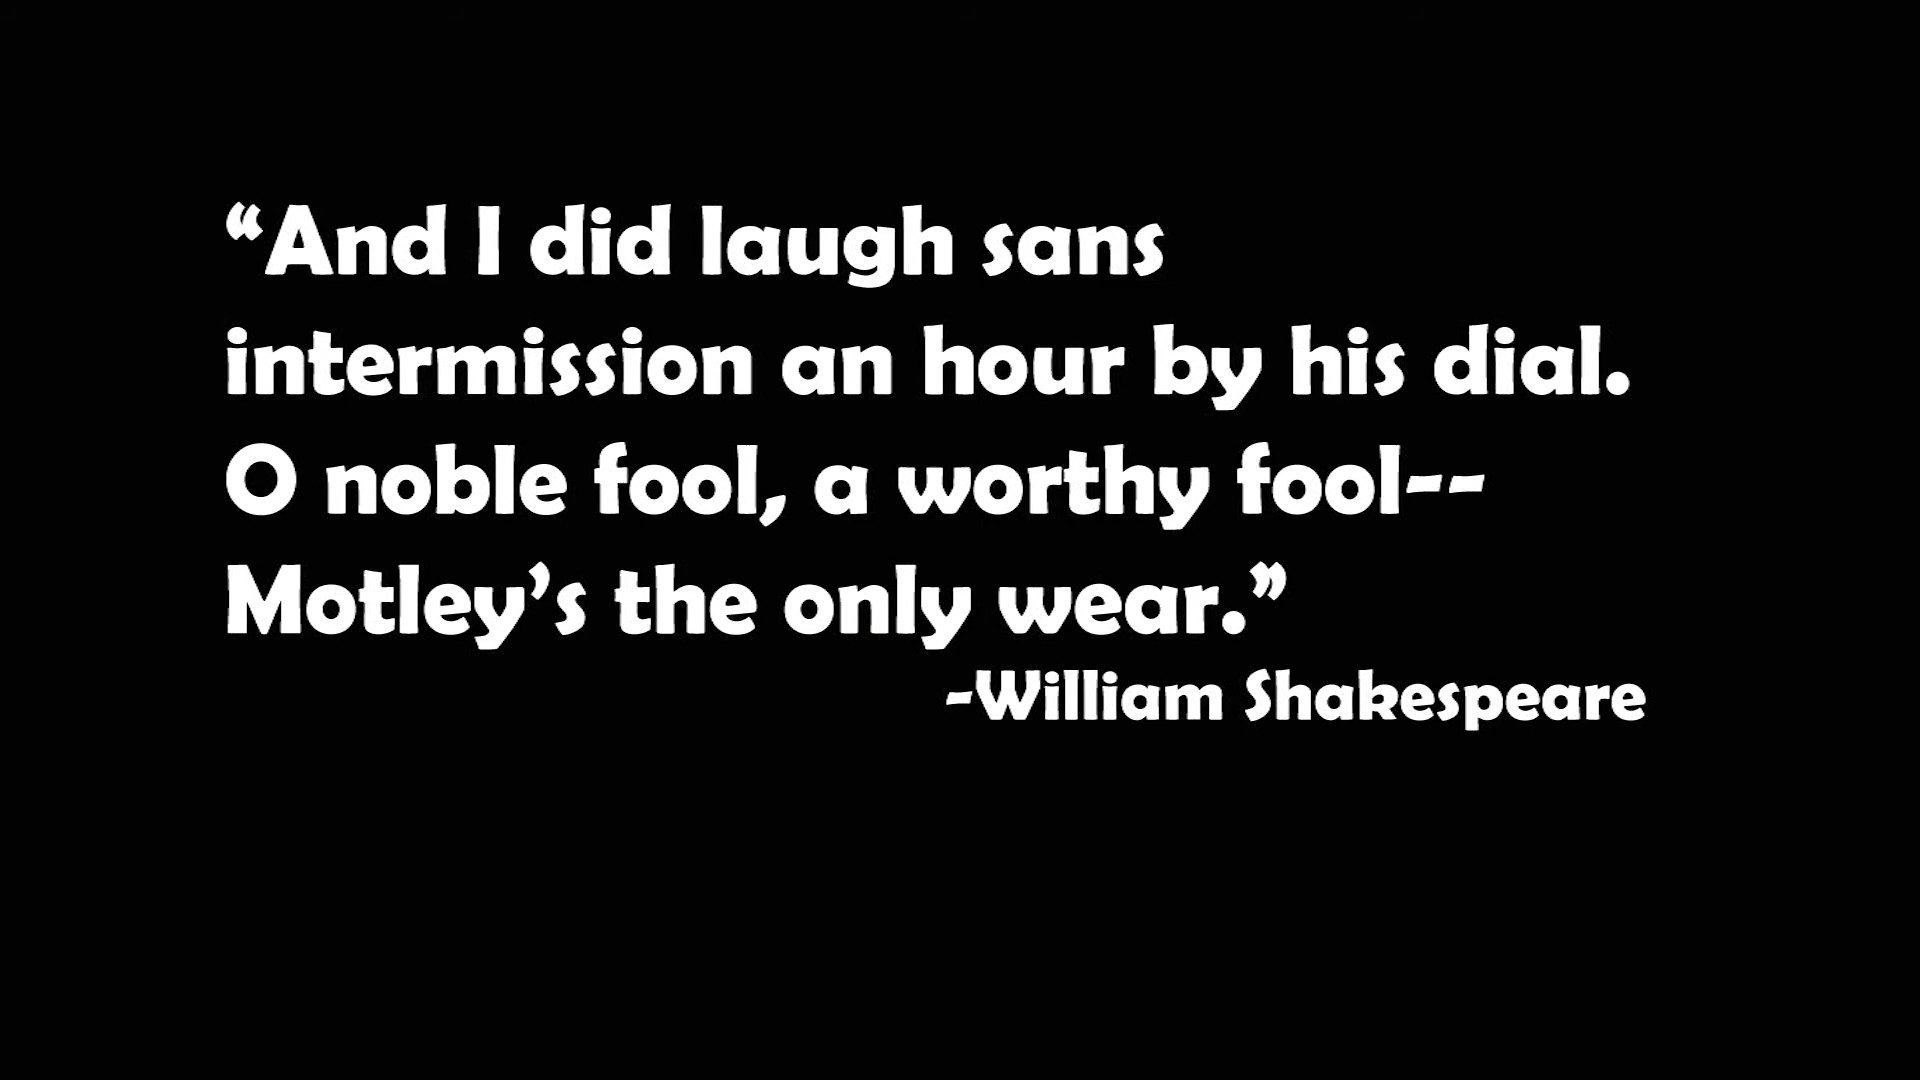 “And I did laugh sans
intermission an hour by his dial.
O noble fool, a worthy fool--
Motley’s the only wear.”
-William Shakespeare